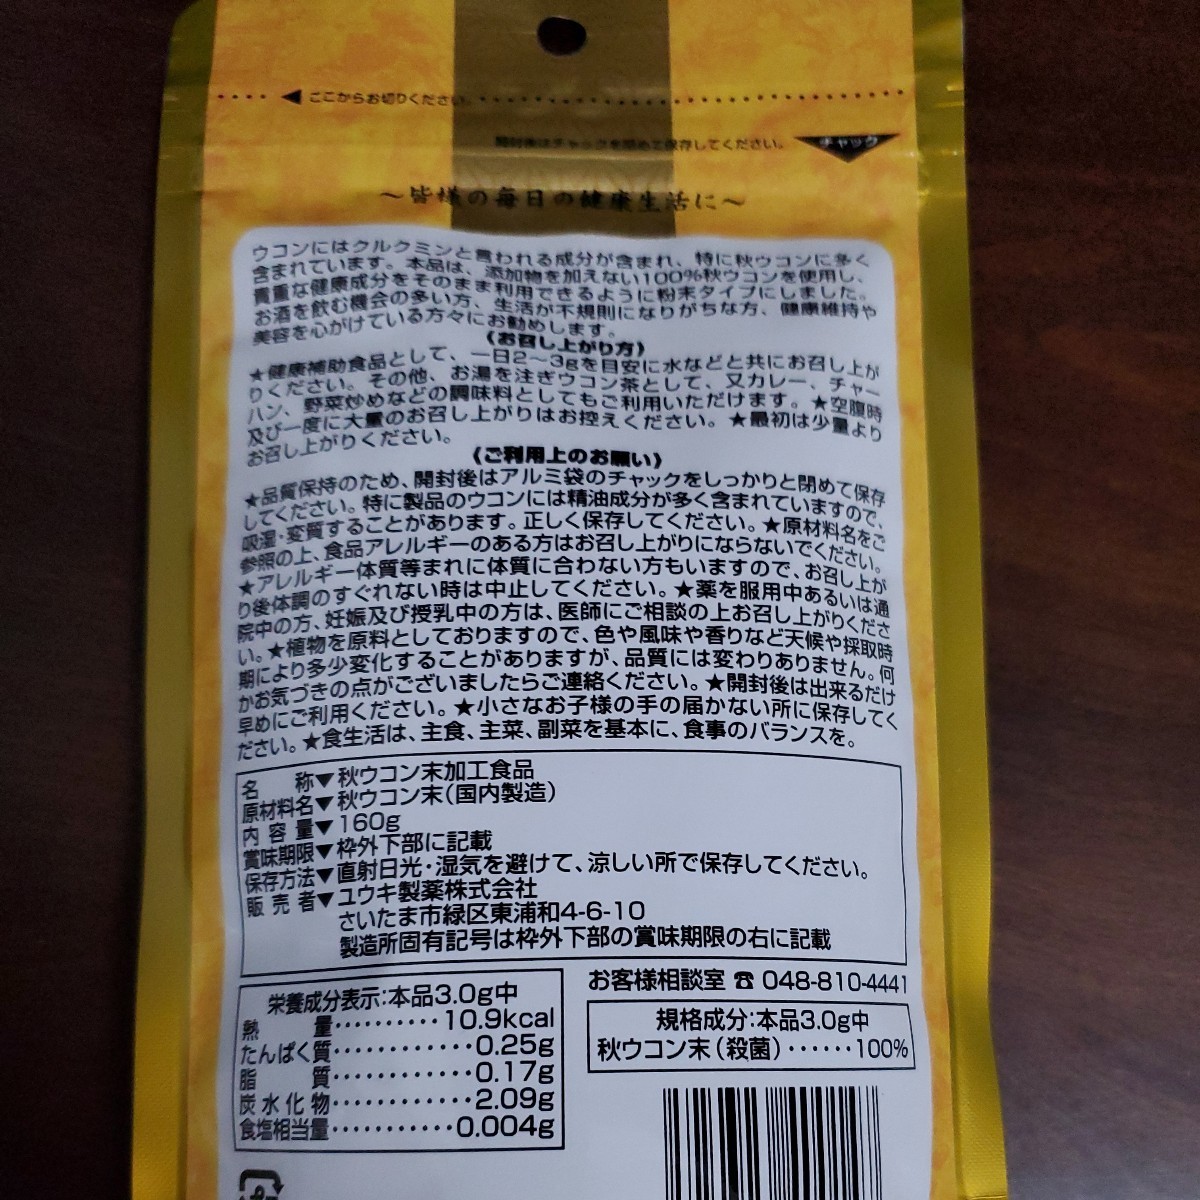 ここからお切りください。
開封後はチャックを閉めて保存してください。
チャック
～皆様の毎日の健康生活に～
ウコンにはクルクミンと言われる成分が含まれ、特に秋ウコンに多く
含まれています。本品は、添加物を加えない100%秋ウコンを使用し、
貴重な健康成分をそのまま利用できるように粉末タイプにしました。
お酒を飲む機会の多い方、生活が不規則になりがちな方、健康維持や
美容を心がけている方々にお勧めします。
《お召し上がり方》
★健康補助食品として、一日2～3gを目安に水などと共にお召し上が
りください。その他、お湯を注ぎウコン茶として、又カレー、チャー
ハン、野菜炒めなどの調味料としてもご利用いただけます。★空腹時
及び一度に大量のお召し上がりはお控えください。★最初は少量より
お召し上がりください。
《ご利用上のお願い》
★品質保持のため、開封後はアルミ袋のチャックをしっかりと閉めて保存
してください。特に製品のウコンには精油成分が多く含まれていますので、
吸湿・変質することがあります。正しく保存してください。★原材料名をご
参照の上、食品アレルギーのある方はお召し上がりにならないでください。
★アレルギー体質等まれに体質に合わない方もいますので、お召し上が
り後体調のすぐれない時は中止してください。★薬を服用中あるいは通
院中の方、妊娠及び授乳中の方は、医師にご相談の上お召し上がりくださ
い。★植物を原料としておりますので、色や風味や香りなど天候や採取時
期により多少変化することがありますが、品質には変わりありません。何
かお気づきの点がございましたらご連絡ください。★開封後は出来るだけ
早めにご利用ください。★小さなお子様の手の届かない所に保存してく
ださい。★食生活は、主食、主菜、副菜を基本に、食事のバランスを。
名称▼秋ウコン末加工食品
原材料名▼秋ウコン末（国内製造）
内容量▼160g
賞味期限▼枠外下部に記載
保存方法▼直射日光・湿気を避けて、涼しい所で保存してください。
販売者▼ユウキ製薬株式会社
さいたま市緑区東浦和4-6-10
製造所固有記号は枠外下部の賞味期限の右に記載
お客様相談室 ☎ 048-810-4441
栄養成分表示:本品3.0g中
熱量‥‥‥‥‥10.9kcal
たんぱく質‥‥‥‥‥‥0.25g
脂質‥‥‥‥‥‥0.17g
炭水化物‥‥‥‥‥‥2.09g
食塩相当量‥‥‥‥‥0.004g
規格成分:本品3.0g中
秋ウコン末（殺菌）‥‥‥100%